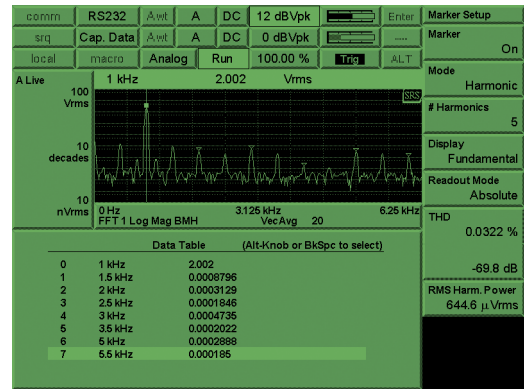 comm RS232 Awt A DC 12 dBVpk Enter Marker Setup
srq Cap. Data Awt A DC 0 dBVpk ---- Marker
On
local macro Analog Run 100.00 % Trig ALT
Mode
Harmonic
A Live 1 kHz 2.002 Vrms
100
Vrms
SRS
# Harmonics
5
10
decades
Display
Fundamental
Readout Mode
Absolute
10
nVrms
0 Hz 3.125 kHz 6.25 kHz
FFT 1 Log Mag BMH VecAvg 20
THD
0.0322 %
-69.8 dB
Data Table (Alt-Knob or BkSpc to select)
0 1 kHz 2.002
1 1.5 kHz 0.0008796
2 2 kHz 0.0003129
3 2.5 kHz 0.0001846
4 3 kHz 0.0004735
5 3.5 kHz 0.0002022
6 5 kHz 0.0002888
7 5.5 kHz 0.000185
RMS Harm. Power
644.6 µVrms